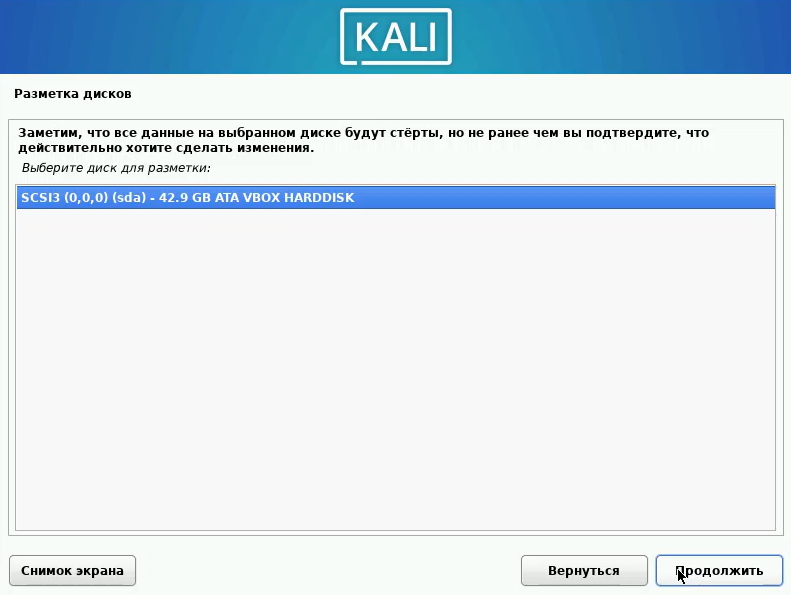 KALI
Разметка дисков
Заметим, что все данные на выбранном диске будут стёрты, но не ранее чем вы подтвердите, что
действительно хотите сделать изменения.
Выберите диск для разметки:
SCSI3 (0,0,0) (sda) - 42.9 GB ATA VBOX HARDDISK
Снимок экрана
Вернуться
Продолжить